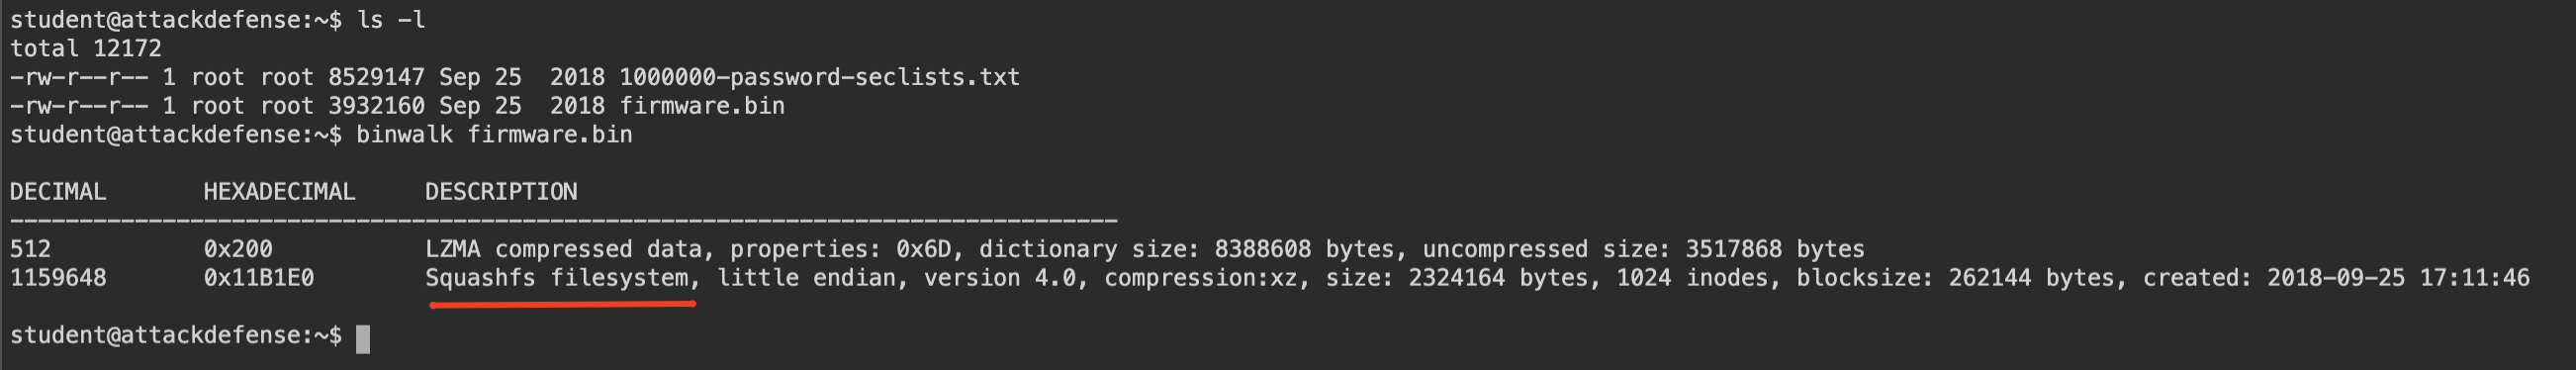 student@attackdefense:~$ ls -l
total 12172
-rw-r--r-- 1 root root 8529147 Sep 25  2018 1000000-password-seclists.txt
-rw-r--r-- 1 root root 3932160 Sep 25  2018 firmware.bin
student@attackdefense:~$ binwalk firmware.bin
DECIMAL       HEXADECIMAL     DESCRIPTION
--------------------------------------------------------------------------------
512           0x200           LZMA compressed data, properties: 0x6D, dictionary size: 8388608 bytes, uncompressed size: 3517868 bytes
1159648       0x11B1E0        Squashfs filesystem, little endian, version 4.0, compression:xz, size: 2324164 bytes, 1024 inodes, blocksize: 262144 bytes, created: 2018-09-25 17:11:46
student@attackdefense:~$